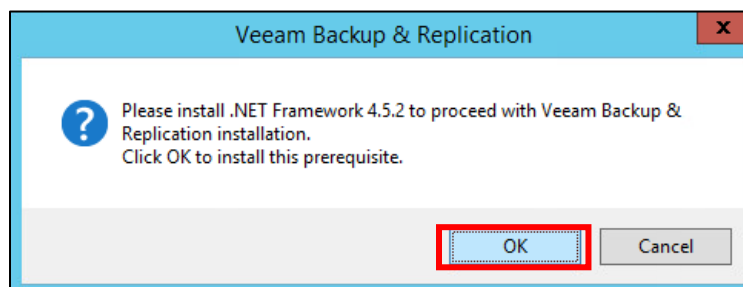 Veeam Backup & Replication
x
?
Please install .NET Framework 4.5.2 to proceed with Veeam Backup &
Replication installation.
Click OK to install this prerequisite.
OK
Cancel